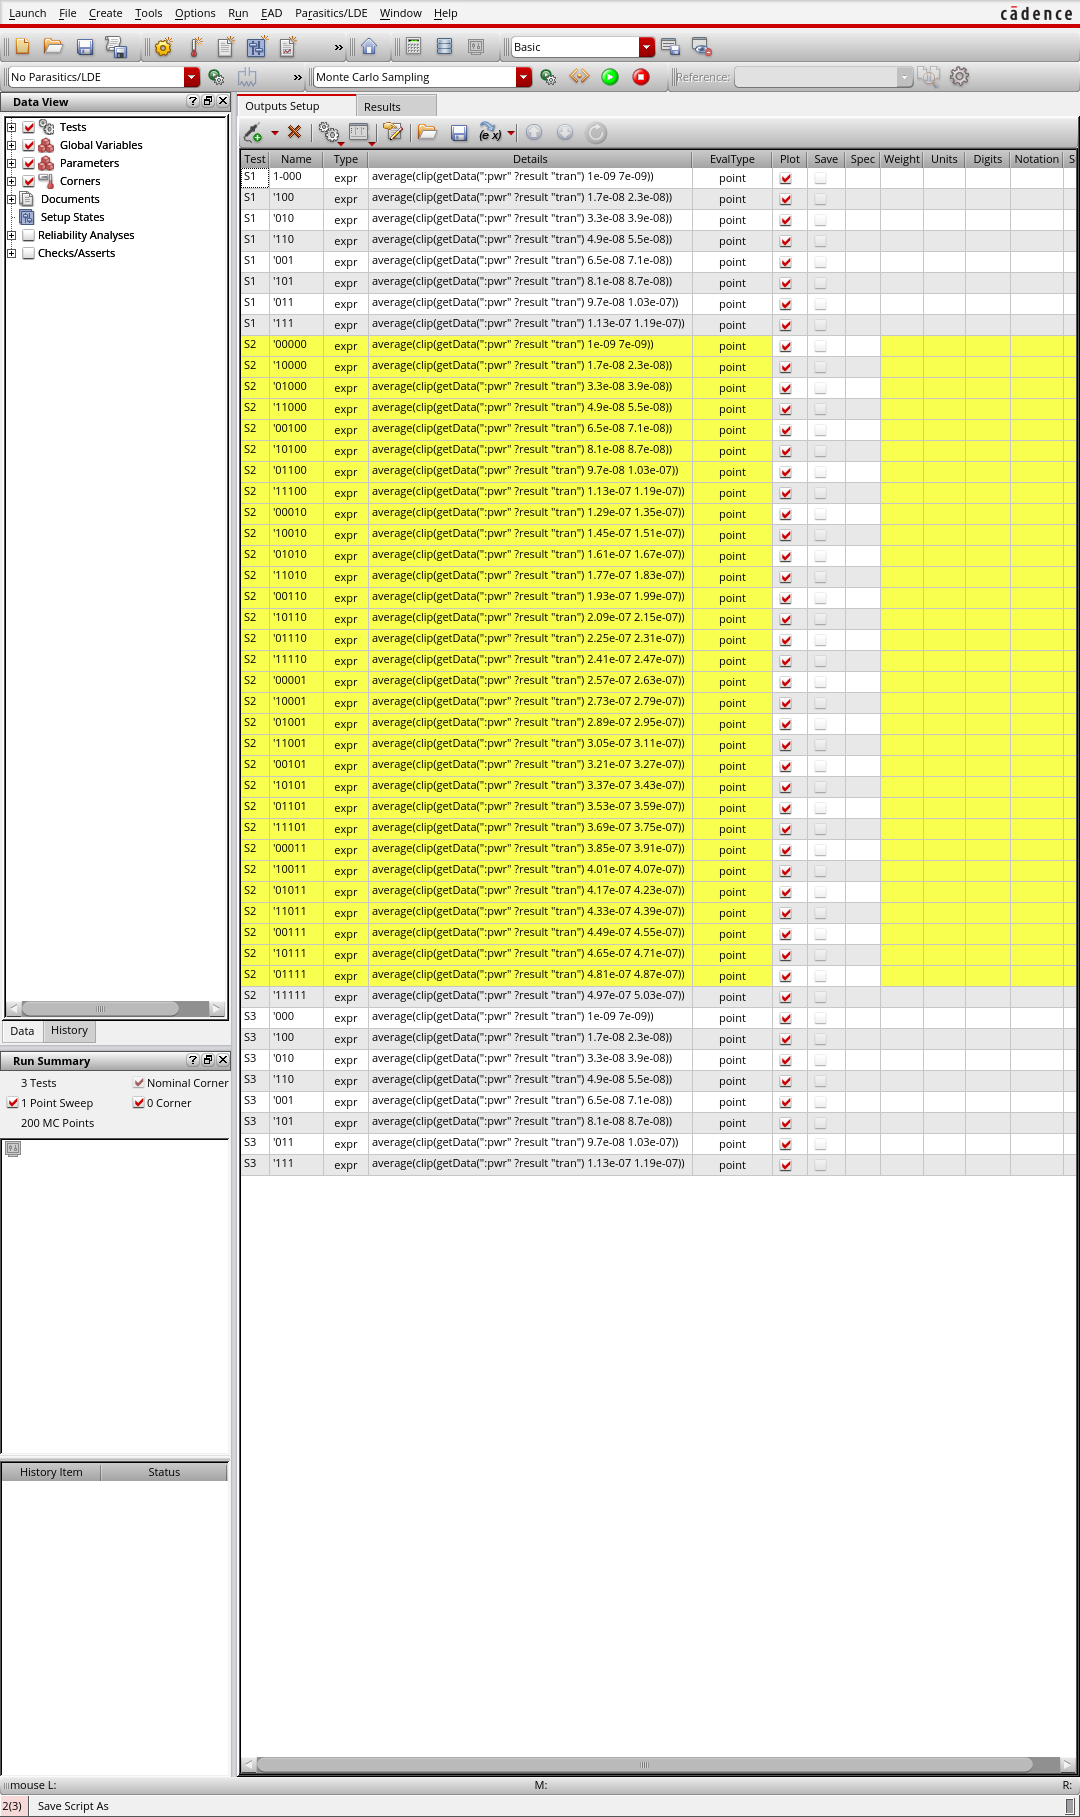 Launch File Create Tools Options Run EAD Parasitics/LDE Window Help
cādence
» Basic
No Parasitics/LDE » Monte Carlo Sampling Reference:
Data View ? Outputs Setup Results
Tests
Global Variables
Parameters
Corners
Documents
Setup States
Reliability Analyses
Checks/Asserts
Test Name Type Details EvalType Plot Save Spec Weight Units Digits Notation S
S1 1-000 expr average(clip(getData(":pwr" ?result "tran") 1e-09 7e-09)) point
S1 '100 expr average(clip(getData(":pwr" ?result "tran") 1.7e-08 2.3e-08)) point
S1 '010 expr average(clip(getData(":pwr" ?result "tran") 3.3e-08 3.9e-08)) point
S1 '110 expr average(clip(getData(":pwr" ?result "tran") 4.9e-08 5.5e-08)) point
S1 '001 expr average(clip(getData(":pwr" ?result "tran") 6.5e-08 7.1e-08)) point
S1 '101 expr average(clip(getData(":pwr" ?result "tran") 8.1e-08 8.7e-08)) point
S1 '011 expr average(clip(getData(":pwr" ?result "tran") 9.7e-08 1.03e-07)) point
S1 '111 expr average(clip(getData(":pwr" ?result "tran") 1.13e-07 1.19e-07)) point
S2 '00000 expr average(clip(getData(":pwr" ?result "tran") 1e-09 7e-09)) point
S2 '10000 expr average(clip(getData(":pwr" ?result "tran") 1.7e-08 2.3e-08)) point
S2 '01000 expr average(clip(getData(":pwr" ?result "tran") 3.3e-08 3.9e-08)) point
S2 '11000 expr average(clip(getData(":pwr" ?result "tran") 4.9e-08 5.5e-08)) point
S2 '00100 expr average(clip(getData(":pwr" ?result "tran") 6.5e-08 7.1e-08)) point
S2 '10100 expr average(clip(getData(":pwr" ?result "tran") 8.1e-08 8.7e-08)) point
S2 '01100 expr average(clip(getData(":pwr" ?result "tran") 9.7e-08 1.03e-07)) point
S2 '11100 expr average(clip(getData(":pwr" ?result "tran") 1.13e-07 1.19e-07)) point
S2 '00010 expr average(clip(getData(":pwr" ?result "tran") 1.29e-07 1.35e-07)) point
S2 '10010 expr average(clip(getData(":pwr" ?result "tran") 1.45e-07 1.51e-07)) point
S2 '01010 expr average(clip(getData(":pwr" ?result "tran") 1.61e-07 1.67e-07)) point
S2 '11010 expr average(clip(getData(":pwr" ?result "tran") 1.77e-07 1.83e-07)) point
S2 '00110 expr average(clip(getData(":pwr" ?result "tran") 1.93e-07 1.99e-07)) point
S2 '10110 expr average(clip(getData(":pwr" ?result "tran") 2.09e-07 2.15e-07)) point
S2 '01110 expr average(clip(getData(":pwr" ?result "tran") 2.25e-07 2.31e-07)) point
S2 '11110 expr average(clip(getData(":pwr" ?result "tran") 2.41e-07 2.47e-07)) point
S2 '00001 expr average(clip(getData(":pwr" ?result "tran") 2.57e-07 2.63e-07)) point
S2 '10001 expr average(clip(getData(":pwr" ?result "tran") 2.73e-07 2.79e-07)) point
S2 '01001 expr average(clip(getData(":pwr" ?result "tran") 2.89e-07 2.95e-07)) point
S2 '11001 expr average(clip(getData(":pwr" ?result "tran") 3.05e-07 3.11e-07)) point
S2 '00101 expr average(clip(getData(":pwr" ?result "tran") 3.21e-07 3.27e-07)) point
S2 '10101 expr average(clip(getData(":pwr" ?result "tran") 3.37e-07 3.43e-07)) point
S2 '01101 expr average(clip(getData(":pwr" ?result "tran") 3.53e-07 3.59e-07)) point
S2 '11101 expr average(clip(getData(":pwr" ?result "tran") 3.69e-07 3.75e-07)) point
S2 '00011 expr average(clip(getData(":pwr" ?result "tran") 3.85e-07 3.91e-07)) point
S2 '10011 expr average(clip(getData(":pwr" ?result "tran") 4.01e-07 4.07e-07)) point
S2 '01011 expr average(clip(getData(":pwr" ?result "tran") 4.17e-07 4.23e-07)) point
S2 '11011 expr average(clip(getData(":pwr" ?result "tran") 4.33e-07 4.39e-07)) point
S2 '00111 expr average(clip(getData(":pwr" ?result "tran") 4.49e-07 4.55e-07)) point
S2 '10111 expr average(clip(getData(":pwr" ?result "tran") 4.65e-07 4.71e-07)) point
S2 '01111 expr average(clip(getData(":pwr" ?result "tran") 4.81e-07 4.87e-07)) point
S2 '11111 expr average(clip(getData(":pwr" ?result "tran") 4.97e-07 5.03e-07)) point
S3 '000 expr average(clip(getData(":pwr" ?result "tran") 1e-09 7e-09)) point
S3 '100 expr average(clip(getData(":pwr" ?result "tran") 1.7e-08 2.3e-08)) point
S3 '010 expr average(clip(getData(":pwr" ?result "tran") 3.3e-08 3.9e-08)) point
S3 '110 expr average(clip(getData(":pwr" ?result "tran") 4.9e-08 5.5e-08)) point
S3 '001 expr average(clip(getData(":pwr" ?result "tran") 6.5e-08 7.1e-08)) point
S3 '101 expr average(clip(getData(":pwr" ?result "tran") 8.1e-08 8.7e-08)) point
S3 '011 expr average(clip(getData(":pwr" ?result "tran") 9.7e-08 1.03e-07)) point
S3 '111 expr average(clip(getData(":pwr" ?result "tran") 1.13e-07 1.19e-07)) point
Data History
Run Summary ?
3 Tests Nominal Corner
1 Point Sweep 0 Corner
200 MC Points
History Item Status
mouse L: M: R:
2(3) Save Script As